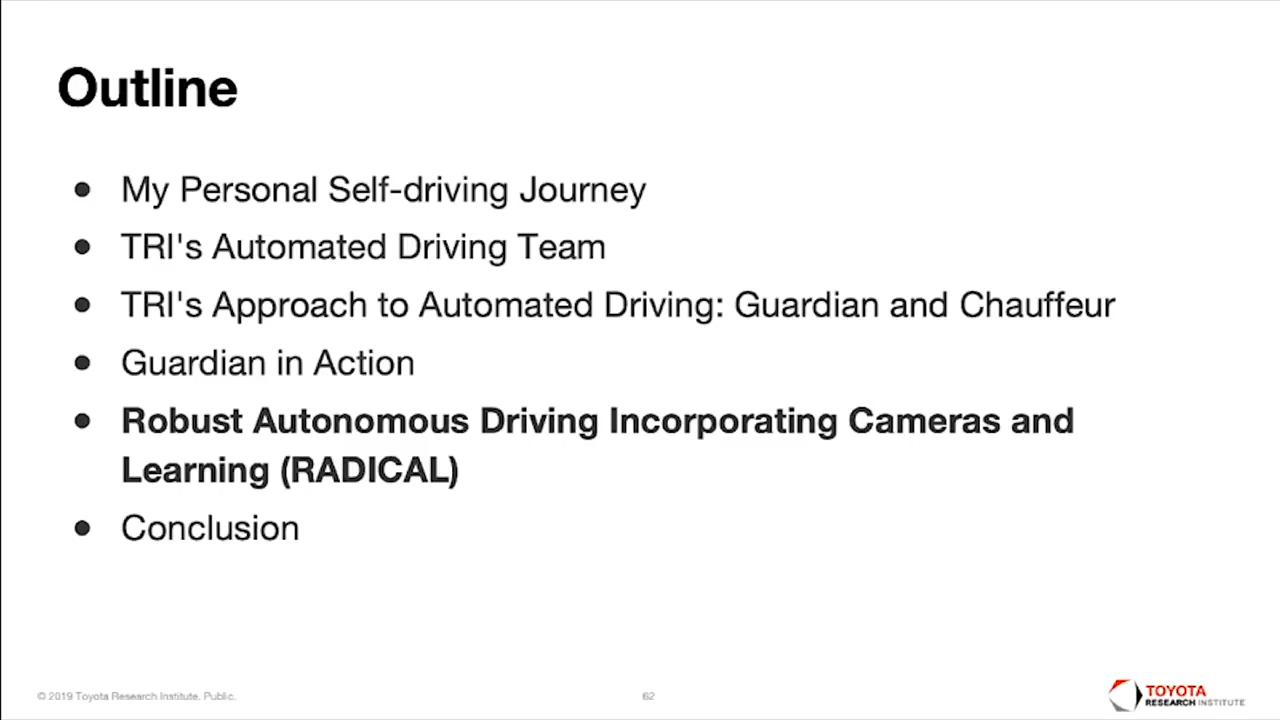 Outline
● My Personal Self-driving Journey
● TRI's Automated Driving Team
● TRI's Approach to Automated Driving: Guardian and Chauffeur
● Guardian in Action
● Robust Autonomous Driving Incorporating Cameras and
Learning (RADICAL)
● Conclusion
© 2019 Toyota Research Institute. Public.
62
TOYOTA
RESEARCH INSTITUTE